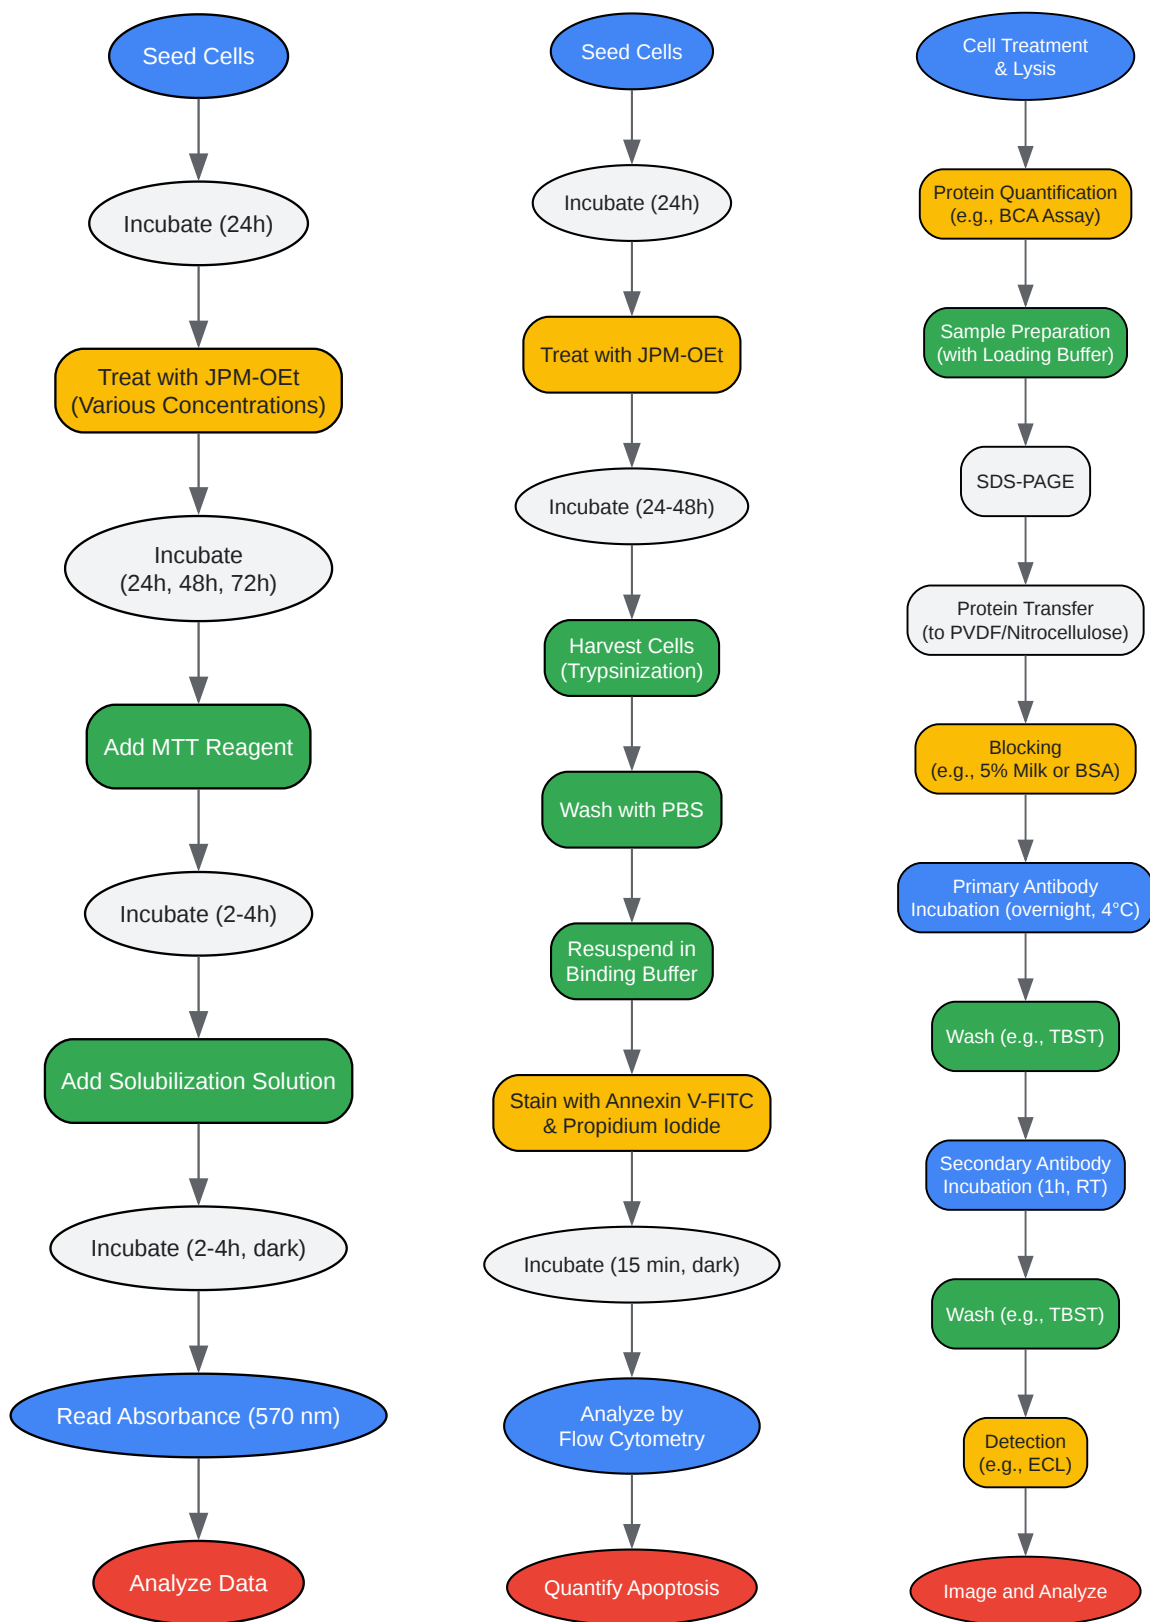 Seed Cells
Incubate (24h)
Treat with JPM-OEt
(Various Concentrations)
Incubate
(24h, 48h, 72h)
Add MTT Reagent
Incubate (2-4h)
Add Solubilization Solution
Incubate (2-4h, dark)
Read Absorbance (570 nm)
Analyze Data
Seed Cells
Incubate (24h)
Treat with JPM-OEt
Incubate (24-48h)
Harvest Cells
(Trypsinization)
Wash with PBS
Resuspend in
Binding Buffer
Stain with Annexin V-FITC
& Propidium Iodide
Incubate (15 min, dark)
Analyze by
Flow Cytometry
Quantify Apoptosis
Cell Treatment
& Lysis
Protein Quantification
(e.g., BCA Assay)
Sample Preparation
(with Loading Buffer)
SDS-PAGE
Protein Transfer
(to PVDF/Nitrocellulose)
Blocking
(e.g., 5% Milk or BSA)
Primary Antibody
Incubation (overnight, 4°C)
Wash (e.g., TBST)
Secondary Antibody
Incubation (1h, RT)
Wash (e.g., TBST)
Detection
(e.g., ECL)
Image and Analyze